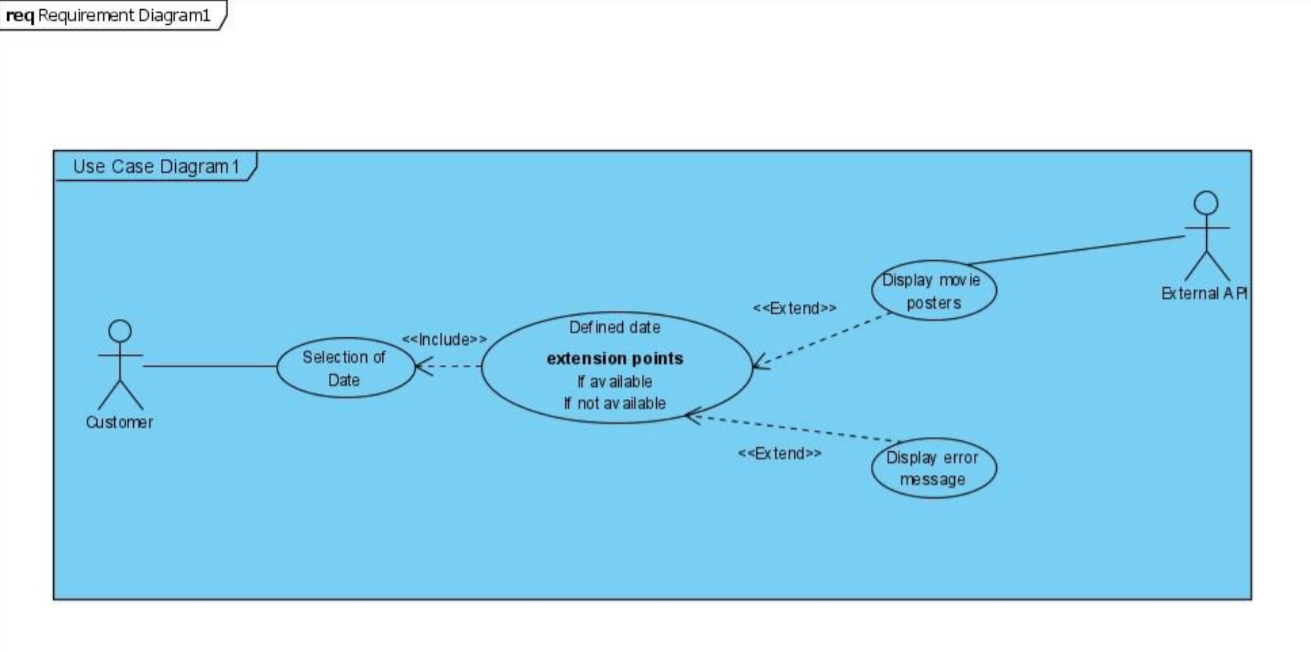 req Requirement Diagram1
Use Case Diagram1
External API
Display movie
posters
<<Extend>>
Defined date
extension points
If available
If not available
<<Include>>
Selection of
Date
Customer
<<Extend>>
Display error
message